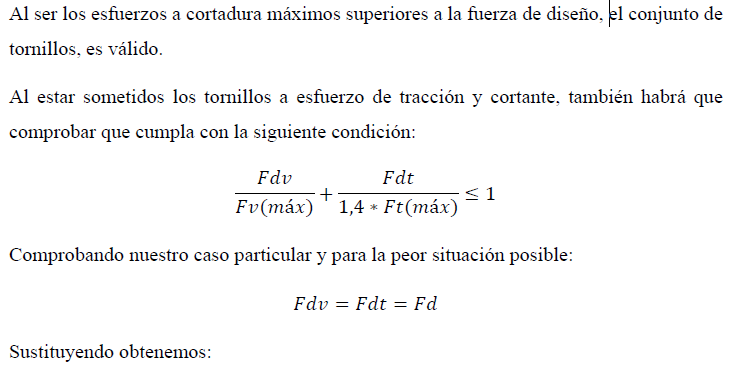 Al ser los esfuerzos a cortadura máximos superiores a la fuerza de diseño, el conjunto de
tornillos, es válido.
Al estar sometidos los tornillos a esfuerzo de tracción y cortante, también habrá que
comprobar que cumpla con la siguiente condición:
Fdv / Fv(máx) + Fdt / 1,4 ∗ Ft(máx) ≤ 1
Comprobando nuestro caso particular y para la peor situación posible:
Fdv = Fdt = Fd
Sustituyendo obtenemos: